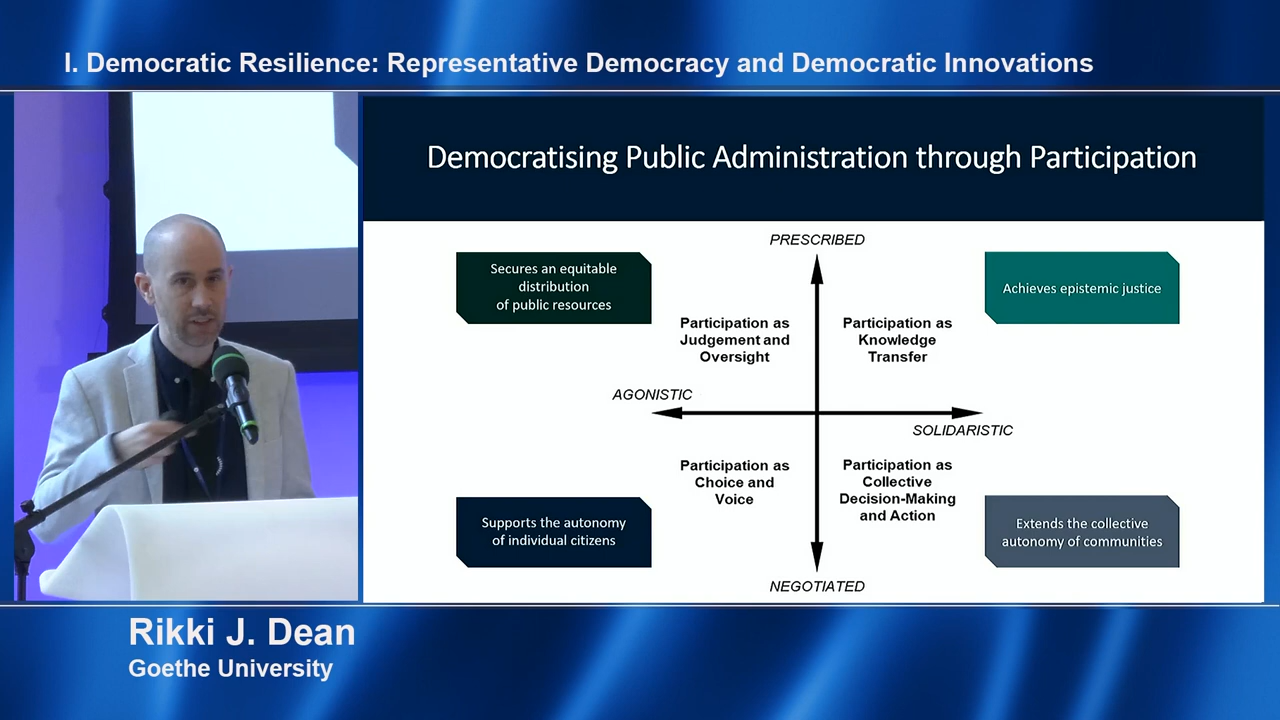 I. Democratic Resilience: Representative Democracy and Democratic Innovations
Democratising Public Administration through Participation
PRESCRIBED
Secures an equitable
distribution
of public resources
Achieves epistemic justice
Participation as
Judgement and
Oversight
Participation as
Knowledge
Transfer
AGONISTIC
SOLIDARISTIC
Participation as
Choice and
Voice
Participation as
Collective
Decision-Making
and Action
Supports the autonomy
of individual citizens
Extends the collective
autonomy of communities
NEGOTIATED
Rikki J. Dean
Goethe University